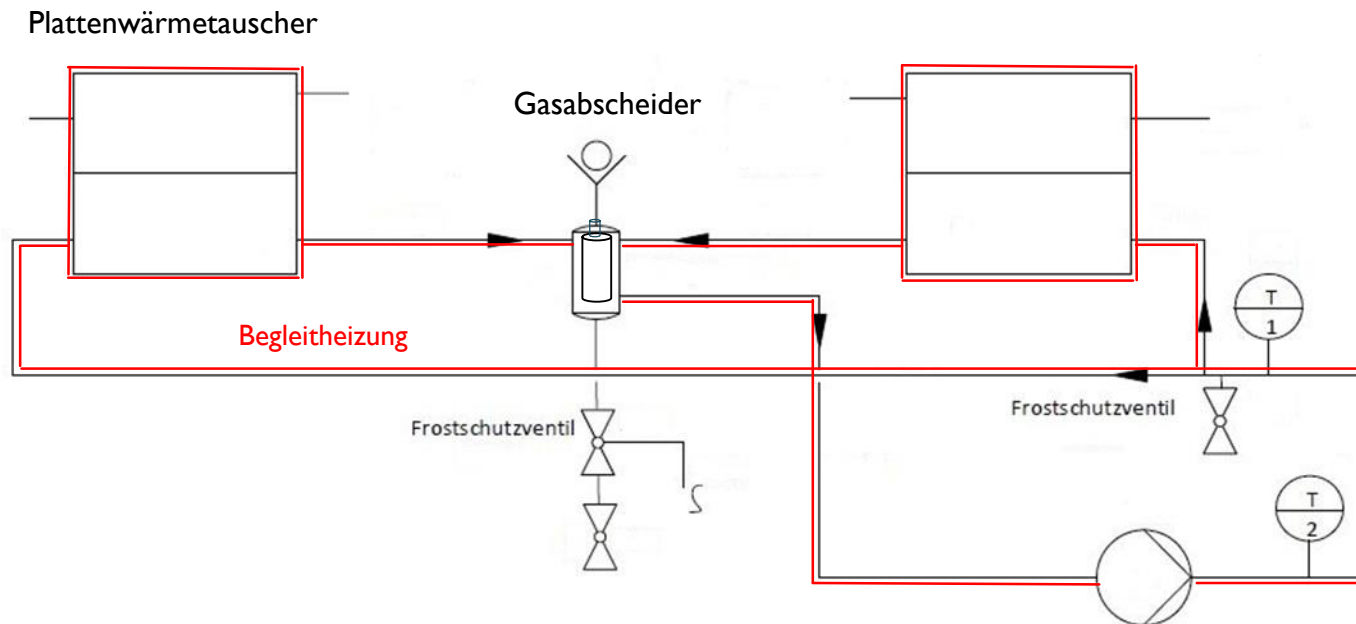 Plattenwärmetauscher
Gasabscheider
Begleitheizung
T
1
Frostschutzventil
Frostschutzventil
T
2